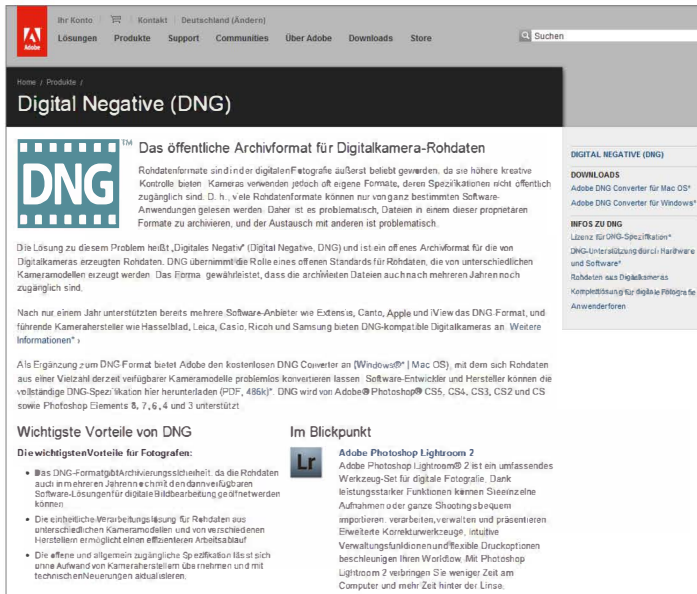 Ihr Konto Kontakt Deutschland (Ändern)
Adobe
Lösungen Produkte Support Communities Über Adobe Downloads Store
Suchen
Home / Produkte /
Digital Negative (DNG)
DNG™
Das öffentliche Archivformat für Digitalkamera-Rohdaten
Rohdatenformate sind in der digitalen Fotografie äußerst beliebt geworden, da sie höhere kreative
Kontrolle bieten. Kameras verwenden jedoch oft eigene Formate, deren Spezifikationen nicht öffentlich
zugänglich sind. D. h., viele Rohdatenformate können nur von ganz bestimmten Software-
Anwendungen gelesen werden. Daher ist es problematisch, Dateien in einem dieser proprietären
Formate zu archivieren, und der Austausch mit anderen ist problematisch.
Die Lösung zu diesem Problem heißt „Digitales Negativ" (Digital Negative, DNG) und ist ein offenes Archivformat für die von
Digitalkameras erzeugten Rohdaten. DNG übernimmt die Rolle eines offenen Standards für Rohdaten, die von unterschiedlichen
Kameramodellen erzeugt werden. Das Format gewährleistet, dass die archivierten Dateien auch nach mehreren Jahren noch
zugänglich sind.
Nach nur einem Jahr unterstützten bereits mehrere Software-Anbieter wie Extensis, Canto, Apple und iView das DNG-Format, und
führende Kamerahersteller wie Hasselblad, Leica, Casio, Ricoh und Samsung bieten DNG-kompatible Digitalkameras an. Weitere
Informationen* ›
Als Ergänzung zum DNG-Format bietet Adobe den kostenlosen DNG Converter an (Windows®* | Mac OS), mit dem sich Rohdaten
aus einer Vielzahl derzeit verfügbarer Kameramodelle problemlos konvertieren lassen. Software-Entwickler und Hersteller können die
vollständige DNG-Spezifikation hier herunterladen (PDF, 486k)*. DNG wird von Adobe® Photoshop® CS5, CS4, CS3, CS2 und CS
sowie Photoshop Elements 8, 7, 6, 4 und 3 unterstützt.
Wichtigste Vorteile von DNG
Die wichtigsten Vorteile für Fotografen:
• Das DNG-Format gibt Archivierungssicherheit, da die Rohdaten
auch in mehreren Jahren noch mit den dann verfügbaren
Software-Lösungen für digitale Bildbearbeitung geöffnet werden
können.
• Die einheitliche Verarbeitungslösung für Rohdaten aus
unterschiedlichen Kameramodellen und von verschiedenen
Herstellern ermöglicht einen effizienteren Arbeitsablauf.
• Die offene und allgemein zugängliche Spezifikation lässt sich
ohne Aufwand von Kameraherstellern übernehmen und mit
technischen Neuerungen aktualisieren.
Im Blickpunkt
Lr
Adobe Photoshop Lightroom 2
Adobe Photoshop Lightroom® 2 ist ein umfassendes
Werkzeug-Set für digitale Fotografie. Dank
leistungsstarker Funktionen können Sie einzelne
Aufnahmen oder ganze Shootings bequem
importieren, verarbeiten, verwalten und präsentieren.
Erweiterte Korrekturwerkzeuge, intuitive
Verwaltungsfunktionen und flexible Druckoptionen
beschleunigen Ihren Workflow. Mit Photoshop
Lightroom 2 verbringen Sie weniger Zeit am
Computer und mehr Zeit hinter der Linse.
DIGITAL NEGATIVE (DNG)
DOWNLOADS
Adobe DNG Converter für Mac OS*
Adobe DNG Converter für Windows*
INFOS ZU DNG
Lizenz für DNG-Spezifikation*
DNG-Unterstützung durch Hardware
und Software*
Rohdaten aus Digitalkameras
Komplettlösung für digitale Fotografie
Anwenderforen